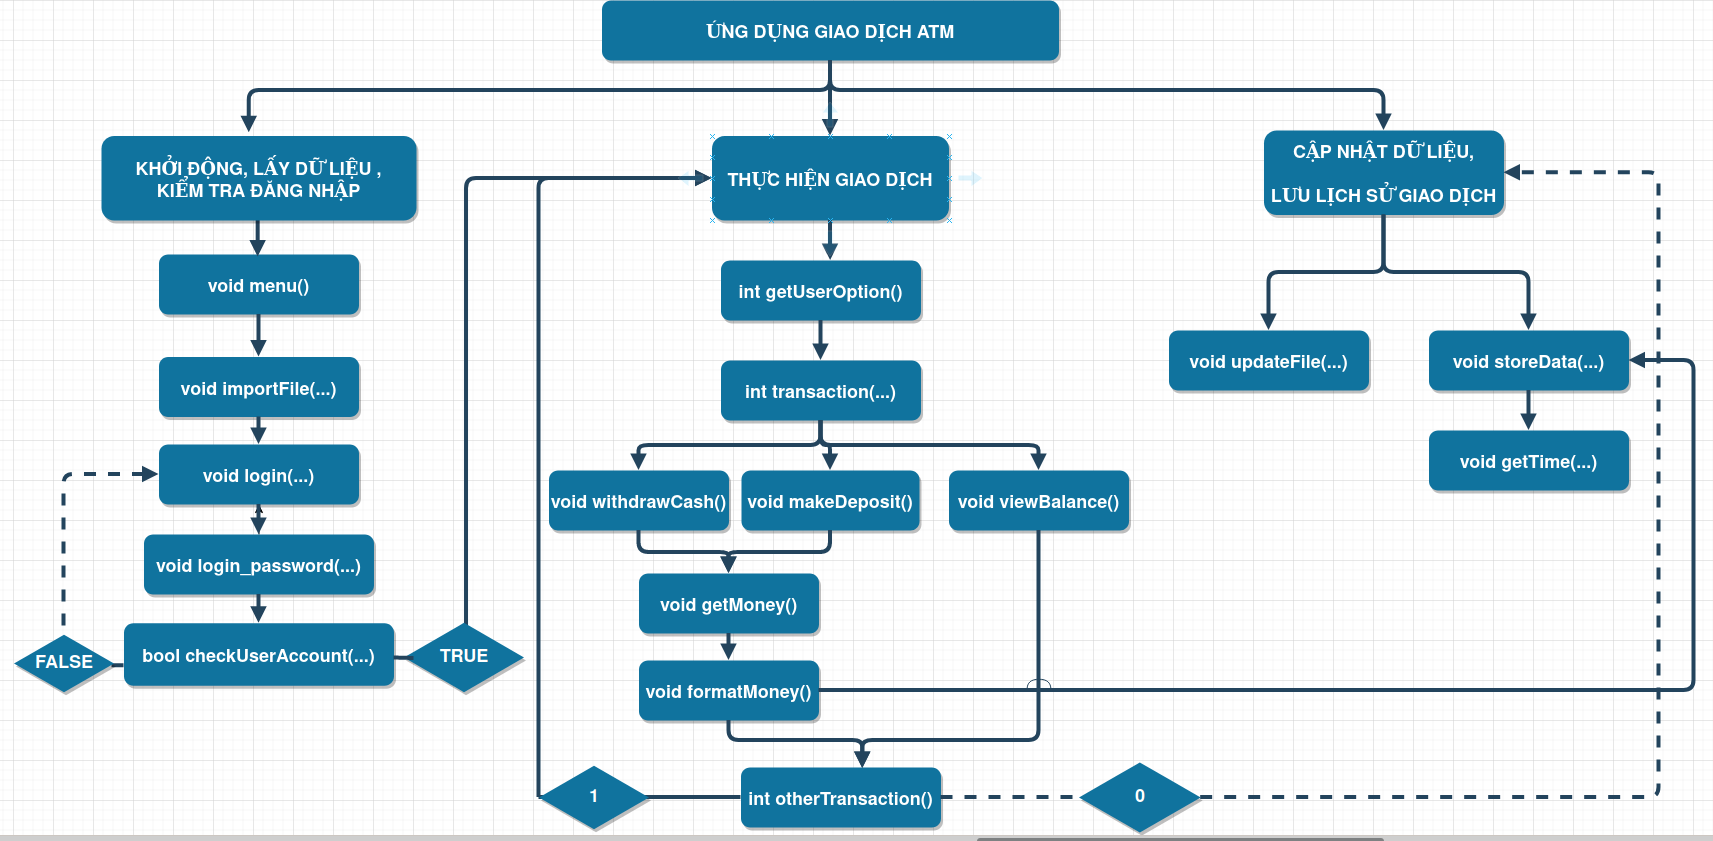 ỨNG DỤNG GIAO DỊCH ATM
KHỞI ĐỘNG, LẤY DỮ LIỆU ,
KIỂM TRA ĐĂNG NHẬP
void menu()
void importFile(...)
void login(...)
void login_password(...)
bool checkUserAccount(...)
FALSE
TRUE
THỰC HIỆN GIAO DỊCH
int getUserOption()
int transaction(...)
void withdrawCash()
void makeDeposit()
void viewBalance()
void getMoney()
void formatMoney()
int otherTransaction()
1
0
CẬP NHẬT DỮ LIỆU,
LƯU LỊCH SỬ GIAO DỊCH
void updateFile(...)
void storeData(...)
void getTime(...)